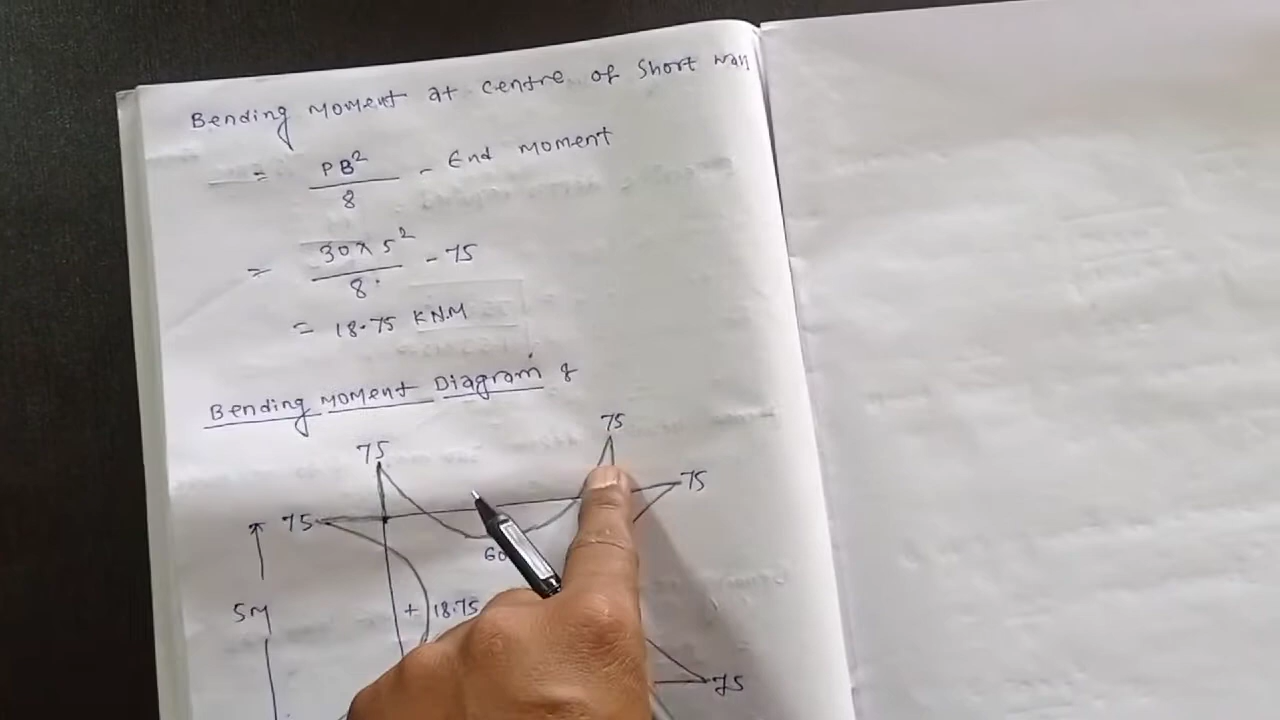 Bending Moment at centre of short wall
= PB²/8 - End Moment
= 30 x 5²/8 - 75
= 18.75 KN.M
Bending Moment Diagram :
75 75
75 75
60
5M + 18.75
75